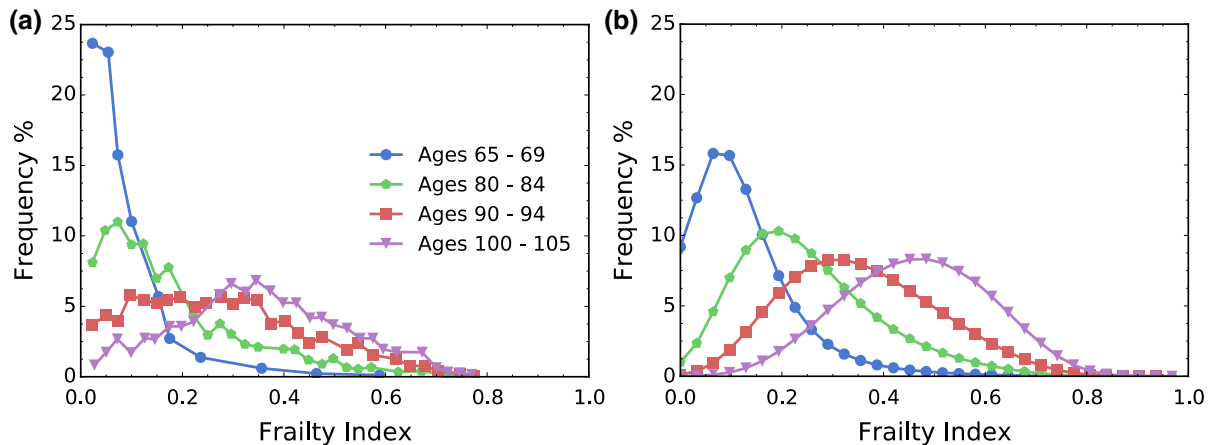 (a)
Frequency %
25
20
15
10
5
0
0.0 0.2 0.4 0.6 0.8 1.0
Frailty Index
Ages 65 - 69
Ages 80 - 84
Ages 90 - 94
Ages 100 - 105
(b)
Frequency %
25
20
15
10
5
0
0.0 0.2 0.4 0.6 0.8 1.0
Frailty Index